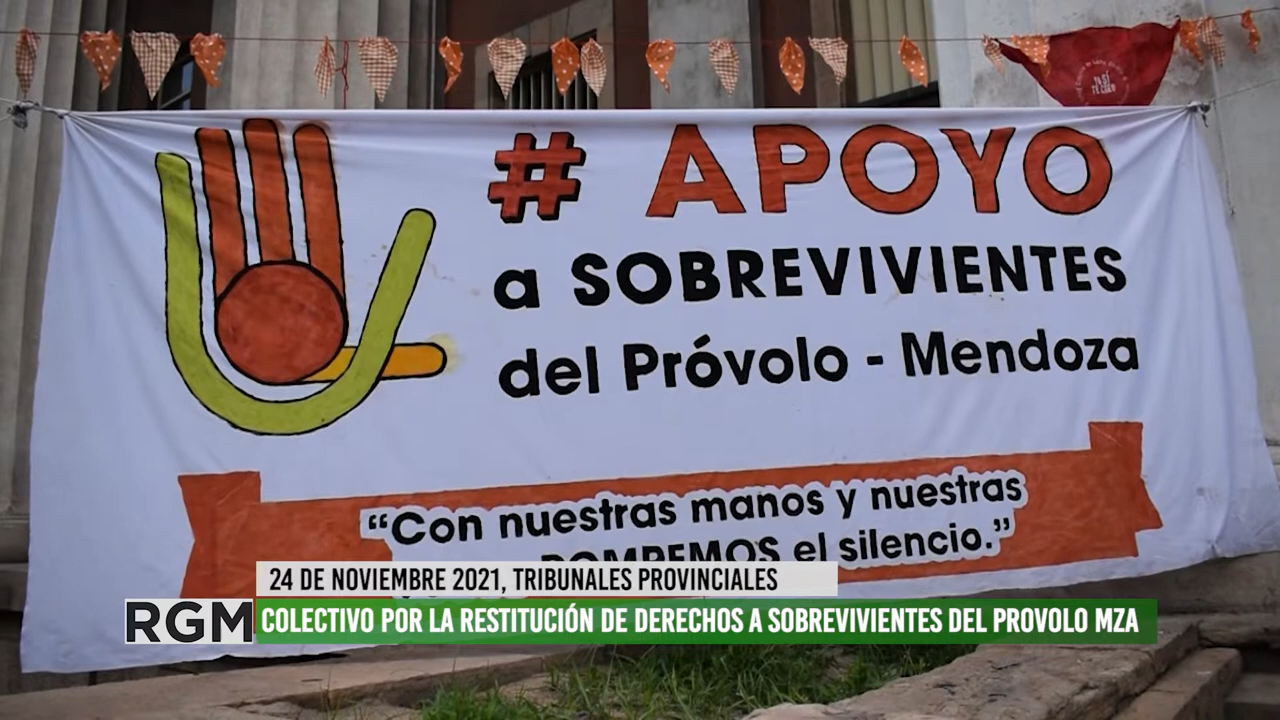 # APOYO
a SOBREVIVIENTES
del Próvolo - Mendoza
“Con nuestras manos y nuestras
ROMPEMOS el silencio.”
24 DE NOVIEMBRE 2021, TRIBUNALES PROVINCIALES
RGM
COLECTIVO POR LA RESTITUCIÓN DE DERECHOS A SOBREVIVIENTES DEL PROVOLO MZA